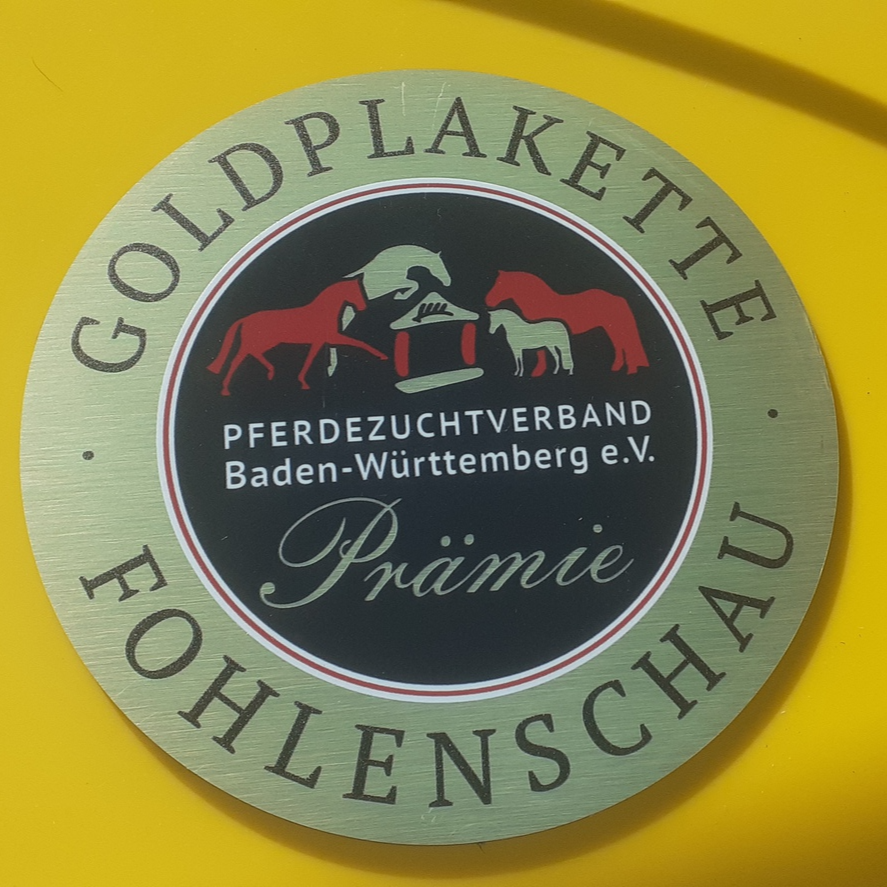 GOLDPLAKETTE
PFERDEZUCHTVERBAND
Baden-Württemberg e.V.
Prämie
FOHLENSCHAU